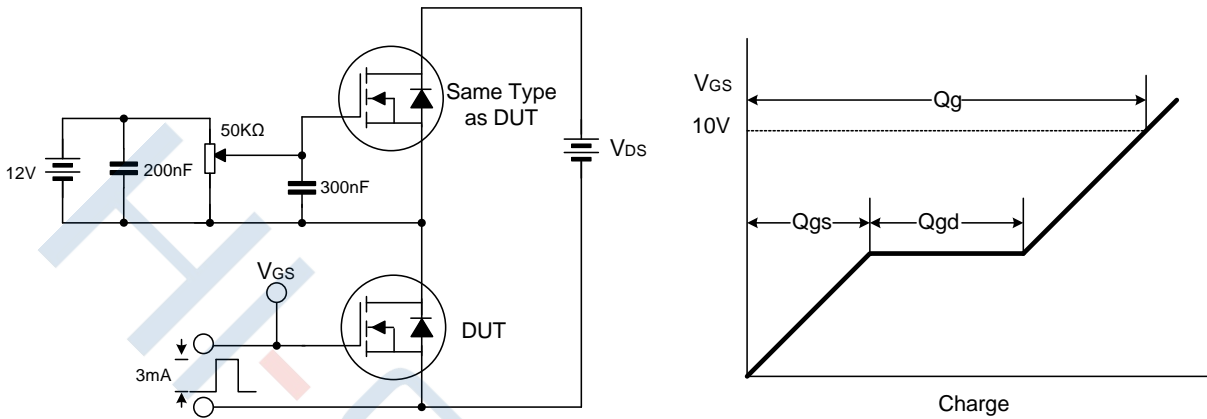 Same Type
as DUT
50KΩ
12V
200nF
300nF
VDS
VGS
DUT
3mA
VGS
10V
Qg
Qgs
Qgd
Charge